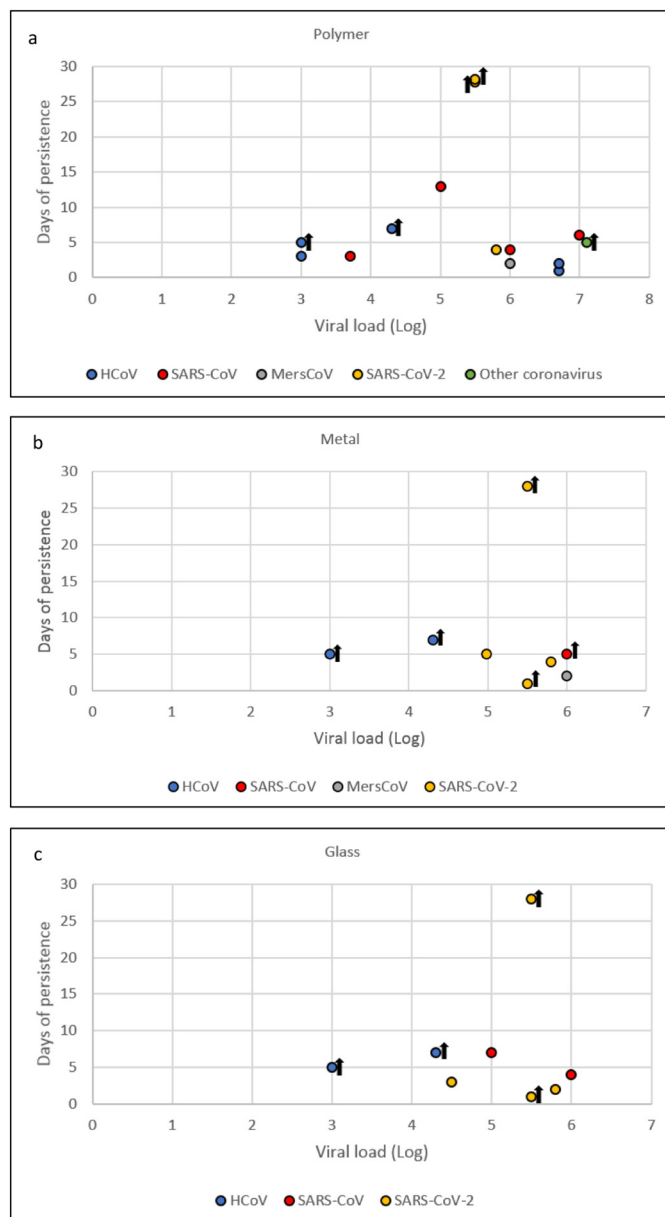 a
Polymer
Days of persistence
30
25
20
15
10
5
0
0 1 2 3 4 5 6 7 8
Viral load (Log)
HCoV SARS-CoV MersCoV SARS-CoV-2 Other coronavirus
b
Metal
Days of persistence
30
25
20
15
10
5
0
0 1 2 3 4 5 6 7
Viral load (Log)
HCoV SARS-CoV MersCoV SARS-CoV-2
c
Glass
Days of persistence
30
25
20
15
10
5
0
0 1 2 3 4 5 6 7
Viral load (Log)
HCoV SARS-CoV SARS-CoV-2